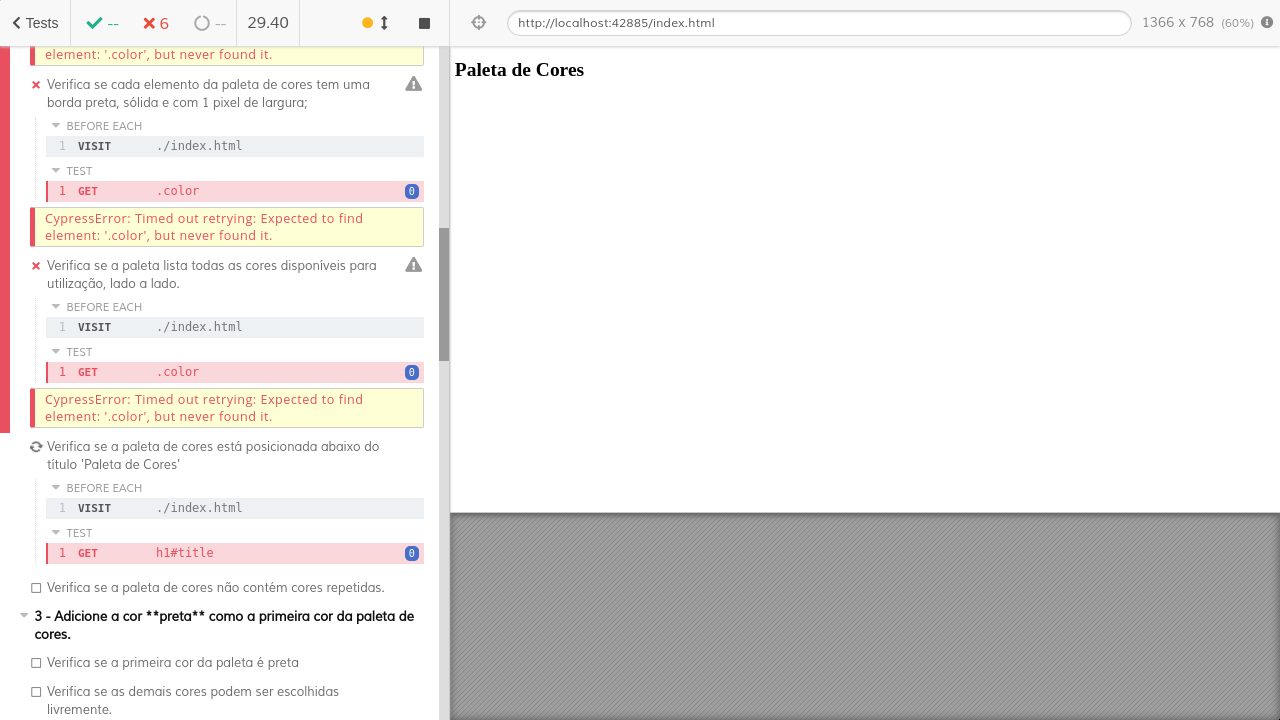 Tests
--
6
--
29.40
http://localhost:42885/index.html
1366 x 768 (60%)
element: '.color', but never found it.
Verifica se cada elemento da paleta de cores tem uma
borda preta, sólida e com 1 pixel de largura;
BEFORE EACH
1 VISIT ./index.html
TEST
1 GET .color 0
CypressError: Timed out retrying: Expected to find
element: '.color', but never found it.
Verifica se a paleta lista todas as cores disponíveis para
utilização, lado a lado.
BEFORE EACH
1 VISIT ./index.html
TEST
1 GET .color 0
CypressError: Timed out retrying: Expected to find
element: '.color', but never found it.
Verifica se a paleta de cores está posicionada abaixo do
título 'Paleta de Cores'
BEFORE EACH
1 VISIT ./index.html
TEST
1 GET h1#title 0
Verifica se a paleta de cores não contém cores repetidas.
3 - Adicione a cor **preta** como a primeira cor da paleta de
cores.
Verifica se a primeira cor da paleta é preta
Verifica se as demais cores podem ser escolhidas
livremente.
Paleta de Cores